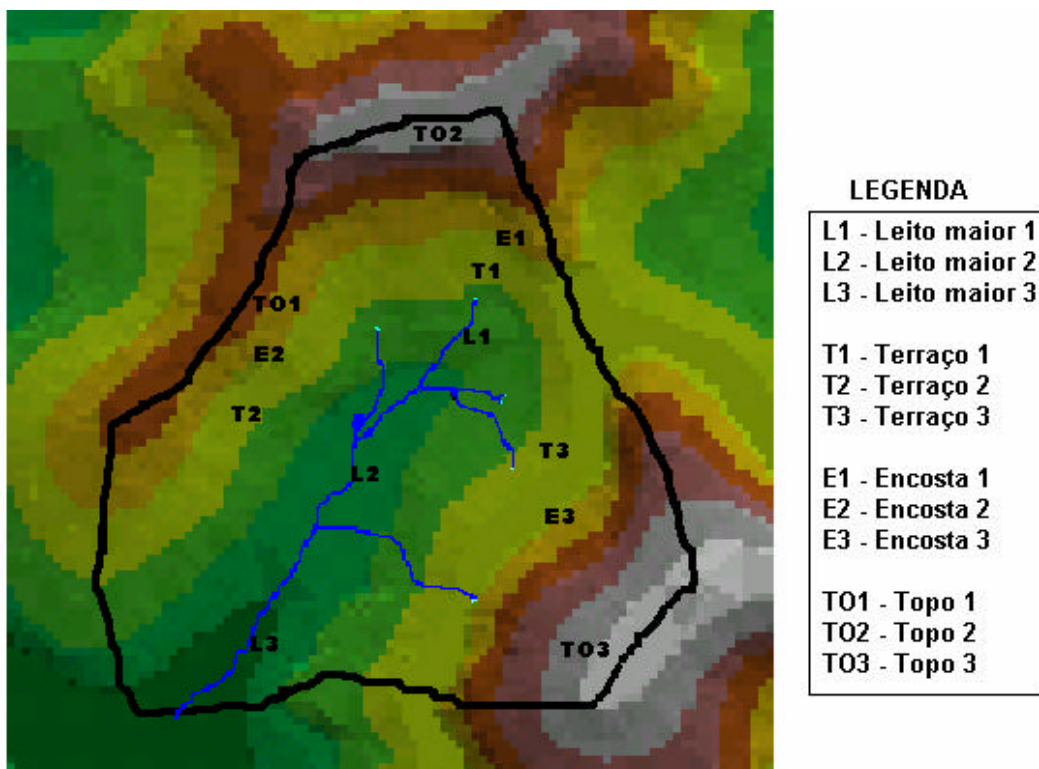 TO2
E1
T1
TO1
L1
E2
T2
T3
L2
E3
L3
TO3
LEGENDA
L1 - Leito maior 1
L2 - Leito maior 2
L3 - Leito maior 3
T1 - Terraço 1
T2 - Terraço 2
T3 - Terraço 3
E1 - Encosta 1
E2 - Encosta 2
E3 - Encosta 3
TO1 - Topo 1
TO2 - Topo 2
TO3 - Topo 3